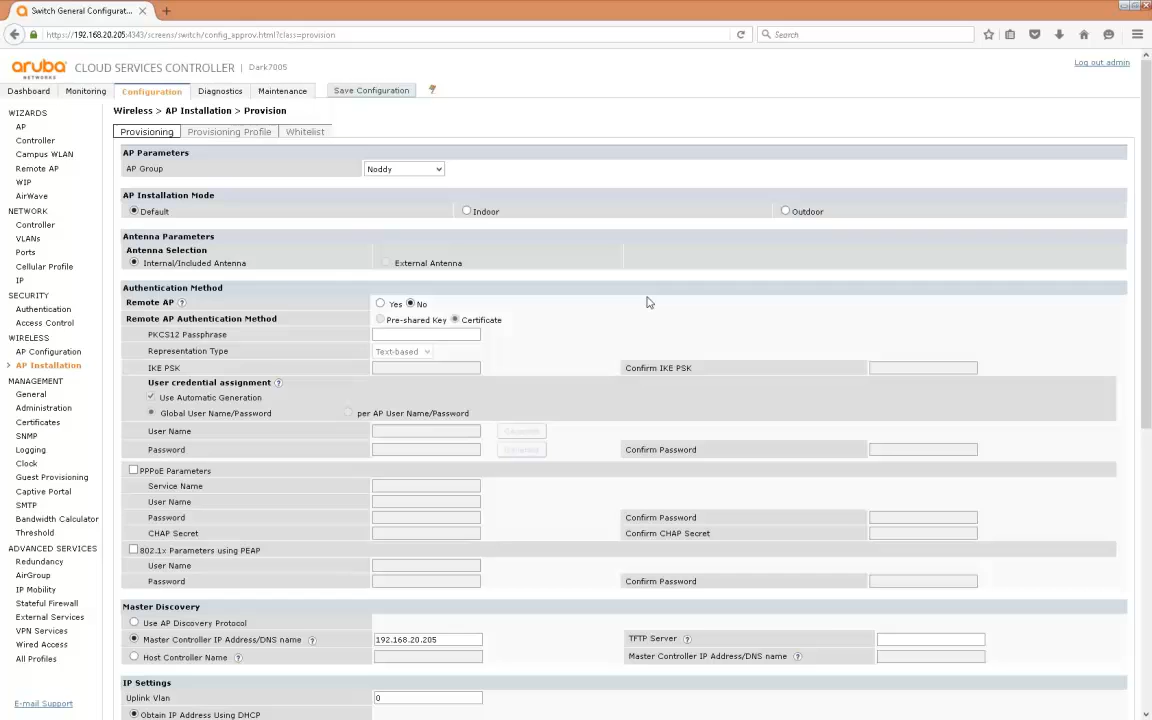 Switch General Configurat...
https://192.168.20.205:4343/screens/switch/config_approv.html?class=provision
Search
aruba
NETWORKS
CLOUD SERVICES CONTROLLER | Dark7005
Log out admin
Dashboard Monitoring Configuration Diagnostics Maintenance Save Configuration
WIZARDS
AP
Controller
Campus WLAN
Remote AP
WIP
AirWave
NETWORK
Controller
VLANs
Ports
Cellular Profile
IP
SECURITY
Authentication
Access Control
WIRELESS
AP Configuration
> AP Installation
MANAGEMENT
General
Administration
Certificates
SNMP
Logging
Clock
Guest Provisioning
Captive Portal
SMTP
Bandwidth Calculator
Threshold
ADVANCED SERVICES
Redundancy
AirGroup
IP Mobility
Stateful Firewall
External Services
VPN Services
Wired Access
All Profiles
E-mail Support
Wireless > AP Installation > Provision
Provisioning Provisioning Profile Whitelist
AP Parameters
AP Group Noddy
AP Installation Mode
Default Indoor Outdoor
Antenna Parameters
Antenna Selection
Internal/Included Antenna External Antenna
Authentication Method
Remote AP ? Yes No
Remote AP Authentication Method Pre-shared Key Certificate
PKCS12 Passphrase
Representation Type Text-based
IKE PSK Confirm IKE PSK
User credential assignment ?
Use Automatic Generation
Global User Name/Password per AP User Name/Password
User Name
Password Confirm Password
PPPoE Parameters
Service Name
User Name
Password Confirm Password
CHAP Secret Confirm CHAP Secret
802.1x Parameters using PEAP
User Name
Password Confirm Password
Master Discovery
Use AP Discovery Protocol
Master Controller IP Address/DNS name ? 192.168.20.205 TFTP Server ?
Host Controller Name ? Master Controller IP Address/DNS name ?
IP Settings
Uplink Vlan 0
Obtain IP Address Using DHCP